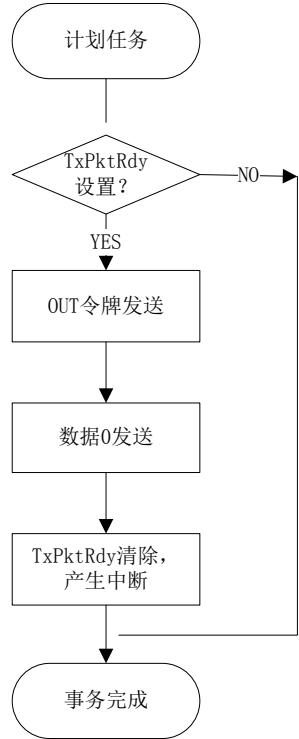 计划任务
TxPktRdy
设置？
NO
YES
OUT令牌发送
数据0发送
TxPktRdy清除，
产生中断
事务完成